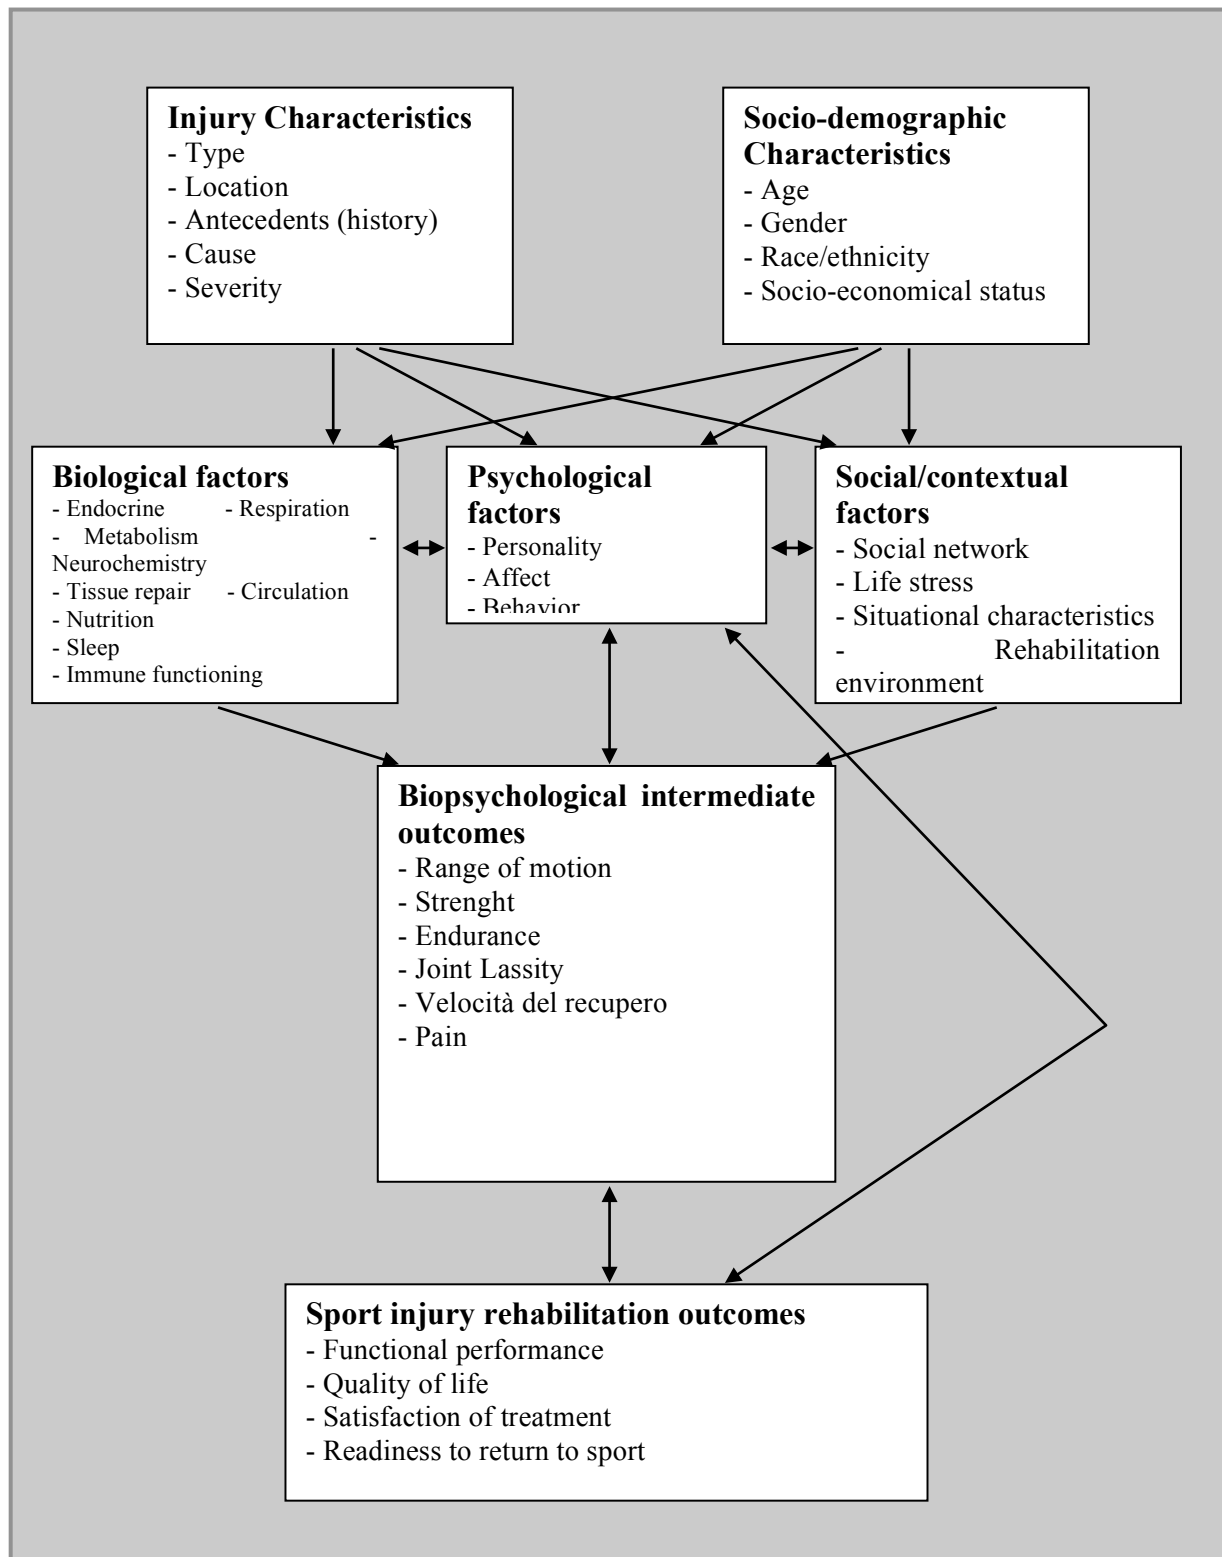 Injury Characteristics
- Type
- Location
- Antecedents (history)
- Cause
- Severity
Socio-demographic
Characteristics
- Age
- Gender
- Race/ethnicity
- Socio-economical status
Biological factors
- Endocrine - Respiration
- Metabolism -
Neurochemistry
- Tissue repair - Circulation
- Nutrition
- Sleep
- Immune functioning
Psychological
factors
- Personality
- Affect
- Behavior
Social/contextual
factors
- Social network
- Life stress
- Situational characteristics
- Rehabilitation
environment
Biopsychological intermediate
outcomes
- Range of motion
- Strenght
- Endurance
- Joint Lassity
- Velocità del recupero
- Pain
Sport injury rehabilitation outcomes
- Functional performance
- Quality of life
- Satisfaction of treatment
- Readiness to return to sport